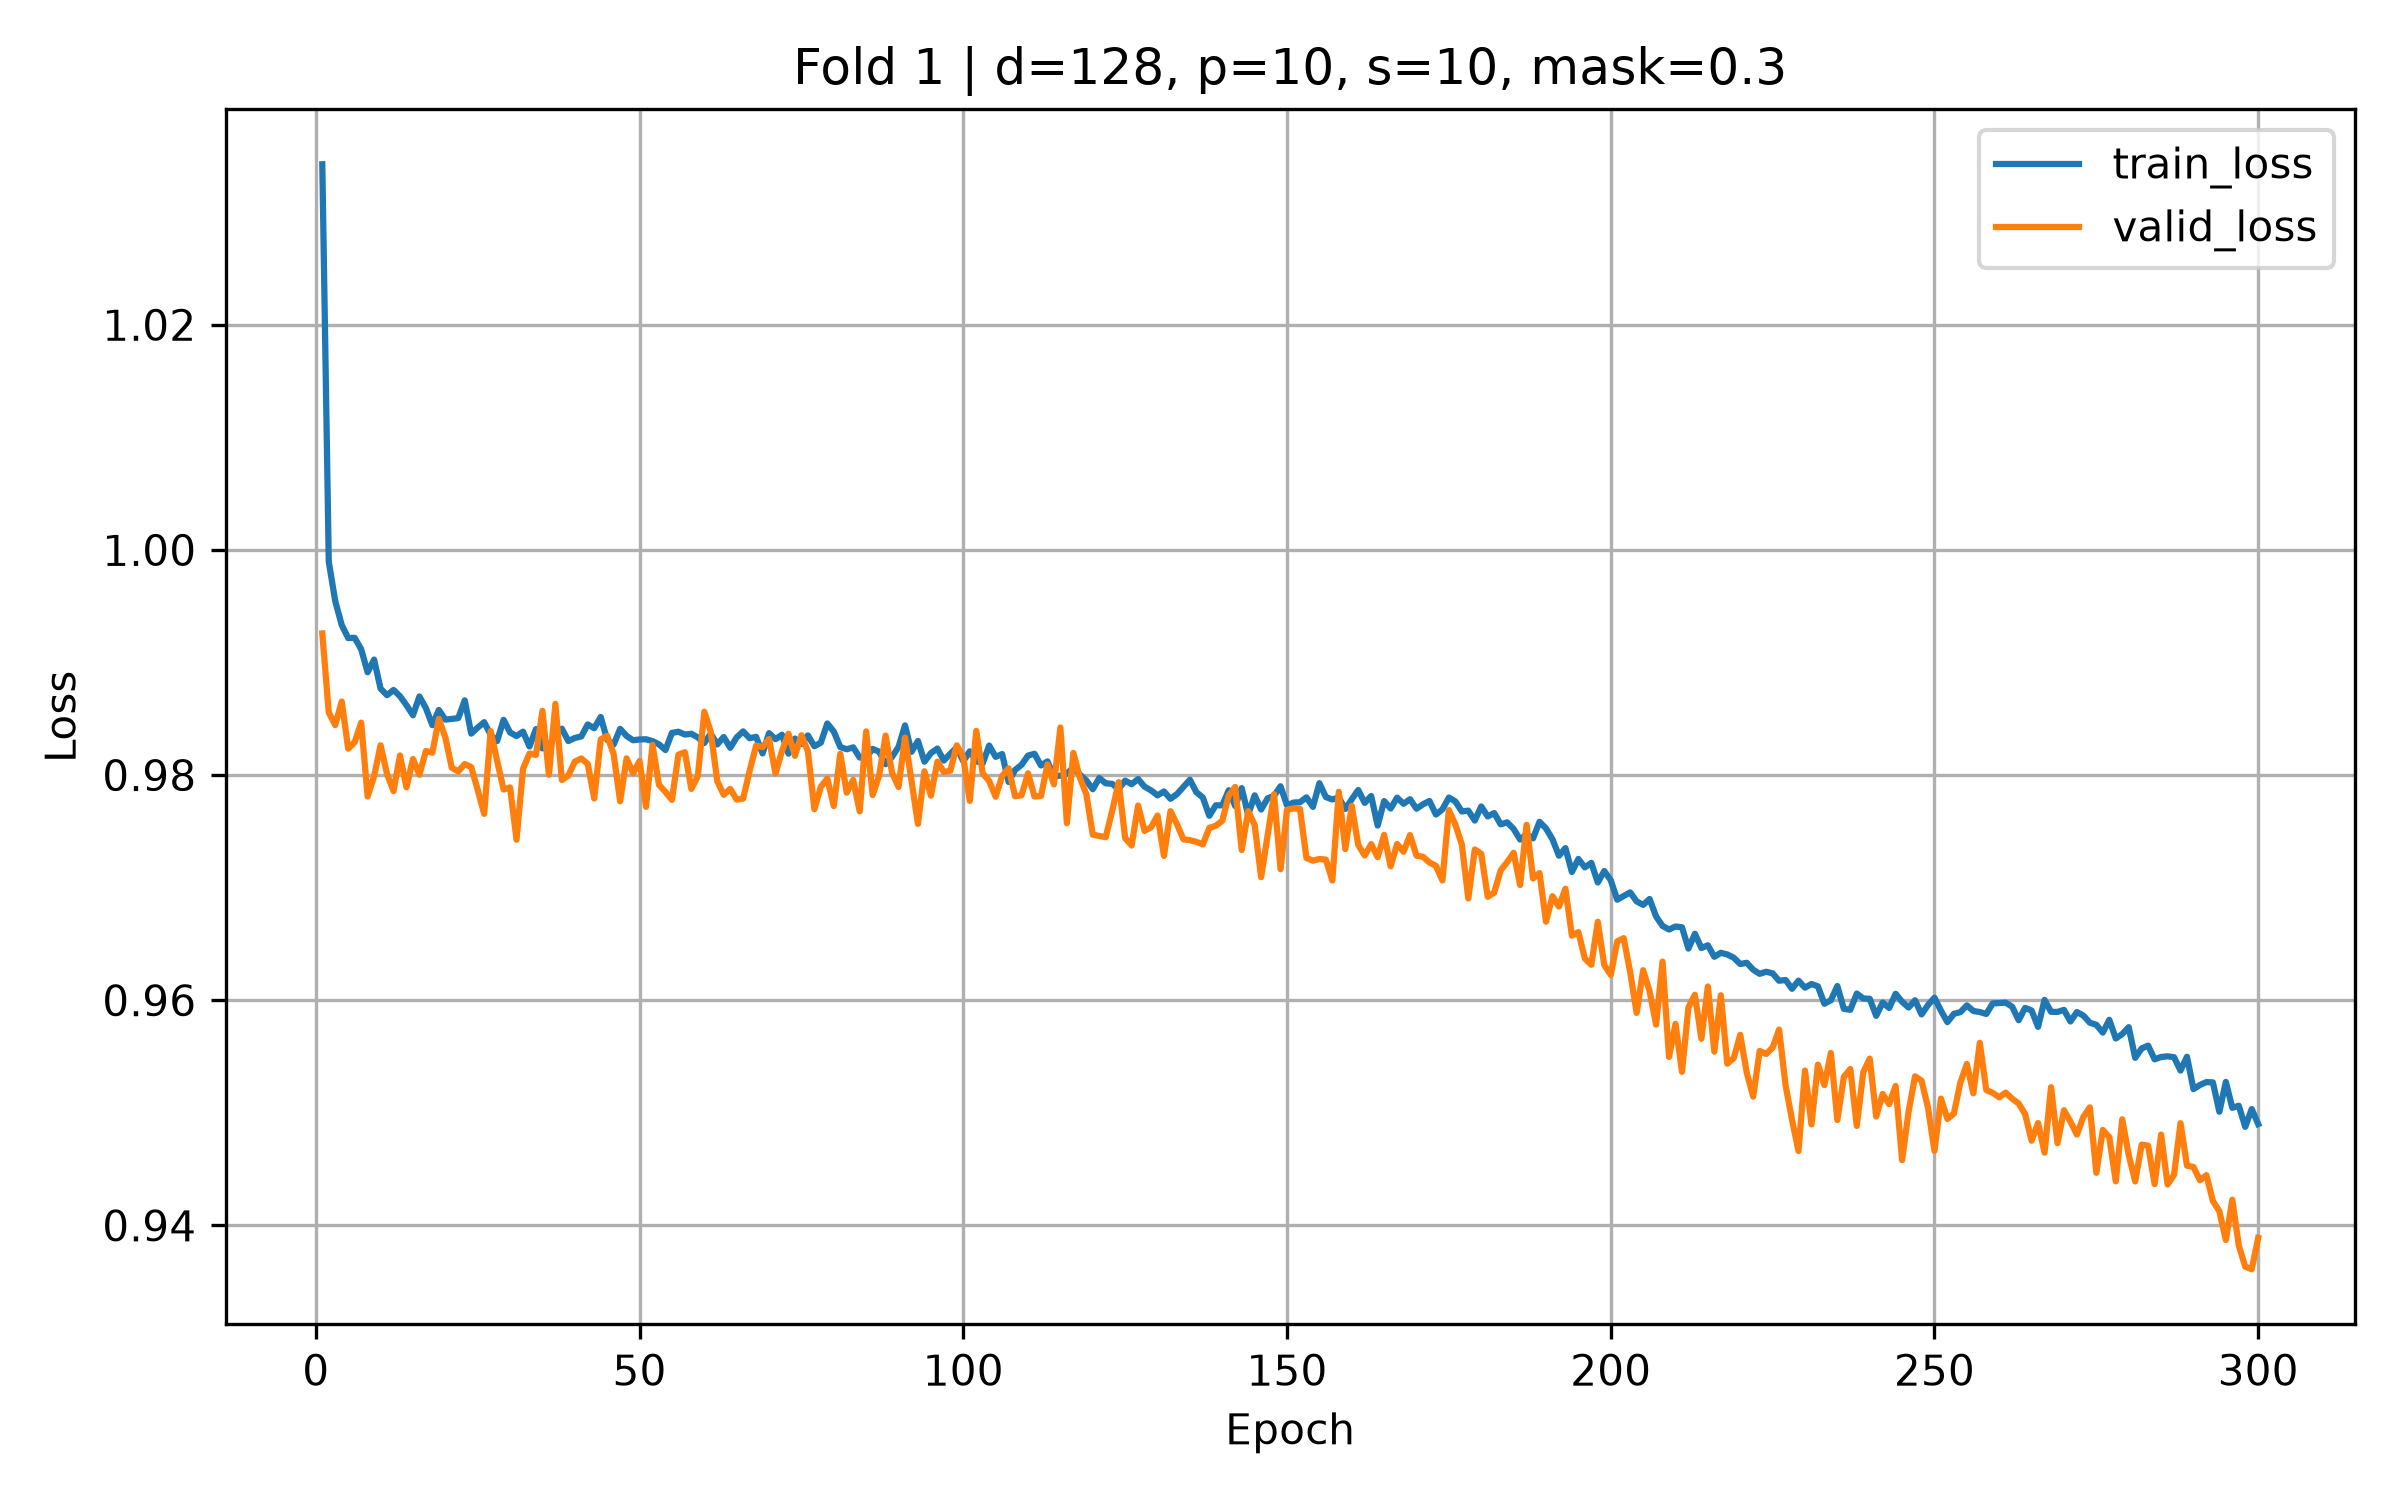 Fold 1 | d=128, p=10, s=10, mask=0.3
train_loss
valid_loss
1.02
1.00
0.98
0.96
0.94
Loss
0 50 100 150 200 250 300
Epoch